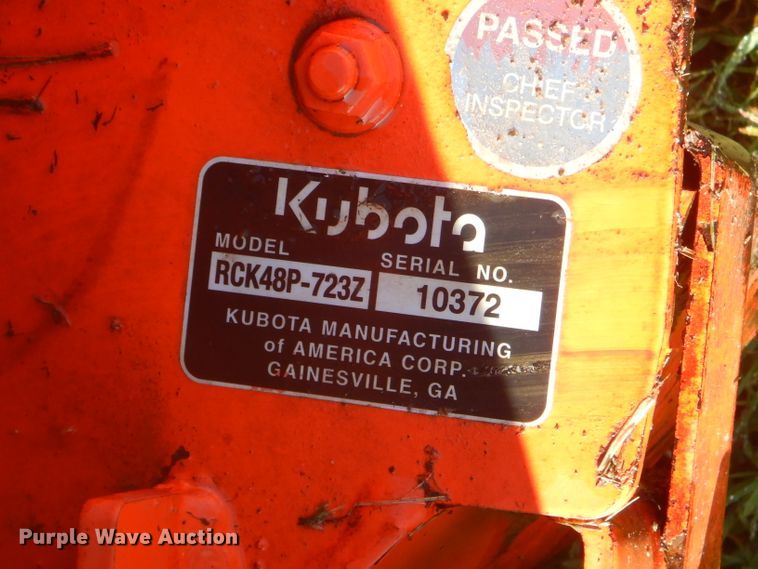 PASSED
CHIEF
INSPECTOR
Kubota
MODEL SERIAL NO.
RCK48P-723Z 10372
KUBOTA MANUFACTURING
of AMERICA CORP.
GAINESVILLE, GA
Purple Wave Auction